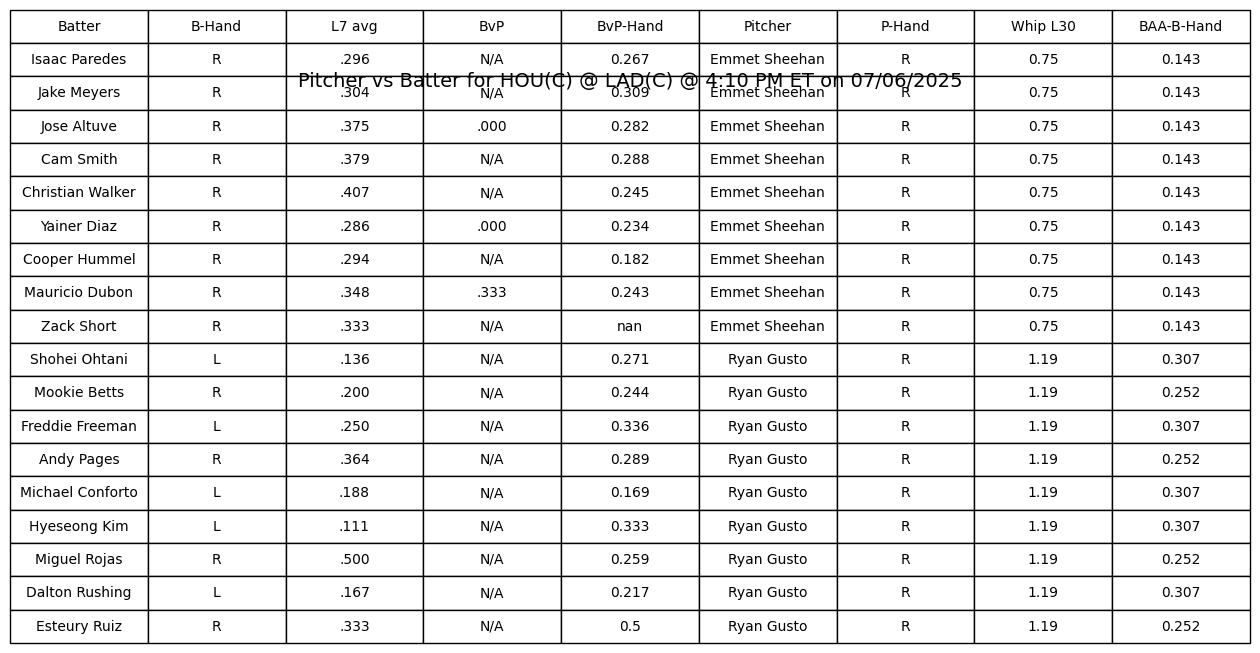 Batter B-Hand L7 avg BvP BvP-Hand Pitcher P-Hand Whip L30 BAA-B-Hand
Isaac Paredes R .296 N/A 0.267 Emmet Sheehan R 0.75 0.143
Pitcher vs Batter for HOU(C) @ LAD(C) @ 4:10 PM ET on 07/06/2025
Jake Meyers R .304 N/A 0.309 Emmet Sheehan R 0.75 0.143
Jose Altuve R .375 .000 0.282 Emmet Sheehan R 0.75 0.143
Cam Smith R .379 N/A 0.288 Emmet Sheehan R 0.75 0.143
Christian Walker R .407 N/A 0.245 Emmet Sheehan R 0.75 0.143
Yainer Diaz R .286 .000 0.234 Emmet Sheehan R 0.75 0.143
Cooper Hummel R .294 N/A 0.182 Emmet Sheehan R 0.75 0.143
Mauricio Dubon R .348 .333 0.243 Emmet Sheehan R 0.75 0.143
Zack Short R .333 N/A nan Emmet Sheehan R 0.75 0.143
Shohei Ohtani L .136 N/A 0.271 Ryan Gusto R 1.19 0.307
Mookie Betts R .200 N/A 0.244 Ryan Gusto R 1.19 0.252
Freddie Freeman L .250 N/A 0.336 Ryan Gusto R 1.19 0.307
Andy Pages R .364 N/A 0.289 Ryan Gusto R 1.19 0.252
Michael Conforto L .188 N/A 0.169 Ryan Gusto R 1.19 0.307
Hyeseong Kim L .111 N/A 0.333 Ryan Gusto R 1.19 0.307
Miguel Rojas R .500 N/A 0.259 Ryan Gusto R 1.19 0.252
Dalton Rushing L .167 N/A 0.217 Ryan Gusto R 1.19 0.307
Esteury Ruiz R .333 N/A 0.5 Ryan Gusto R 1.19 0.252